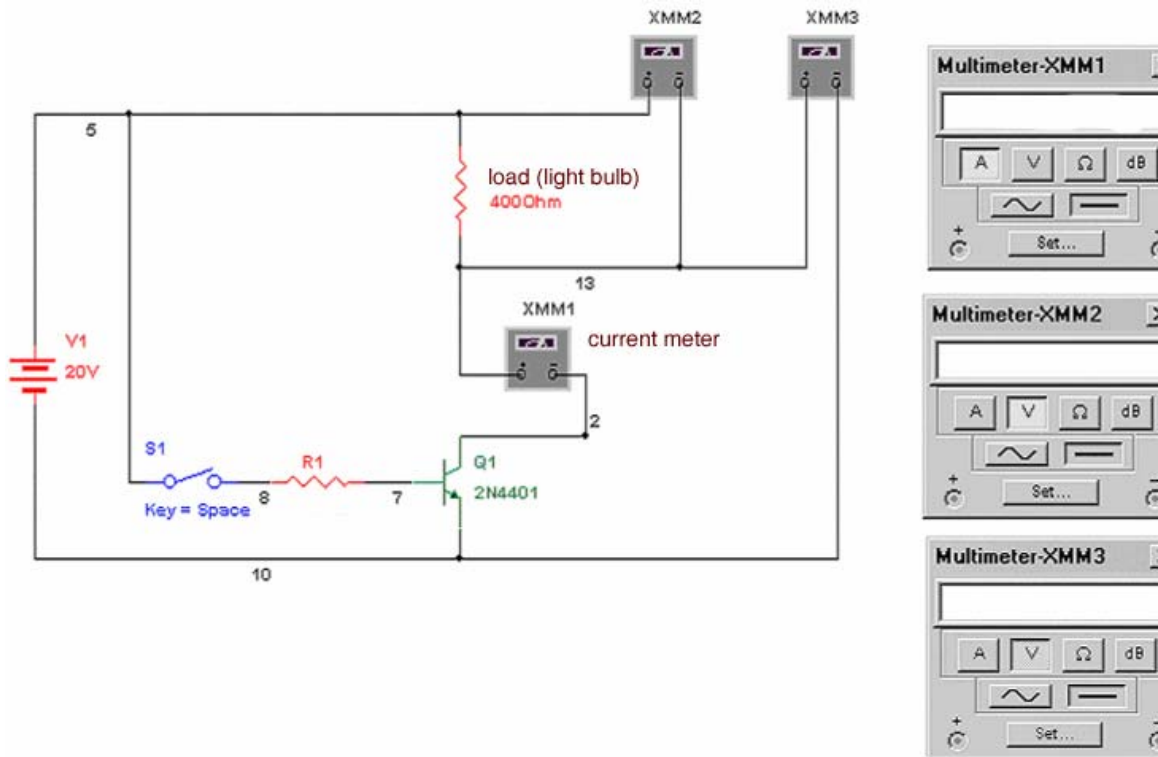 XMM2
XMM3
5
load (light bulb)
400Ohm
13
XMM1
current meter
V1
20V
2
S1
R1
Q1
8
7
2N4401
Key = Space
10
Multimeter-XMM1
A V Ω dB
+ -
Set...
Multimeter-XMM2 X
A V Ω dB
+ -
Set...
Multimeter-XMM3
A V Ω dB
+ -
Set...